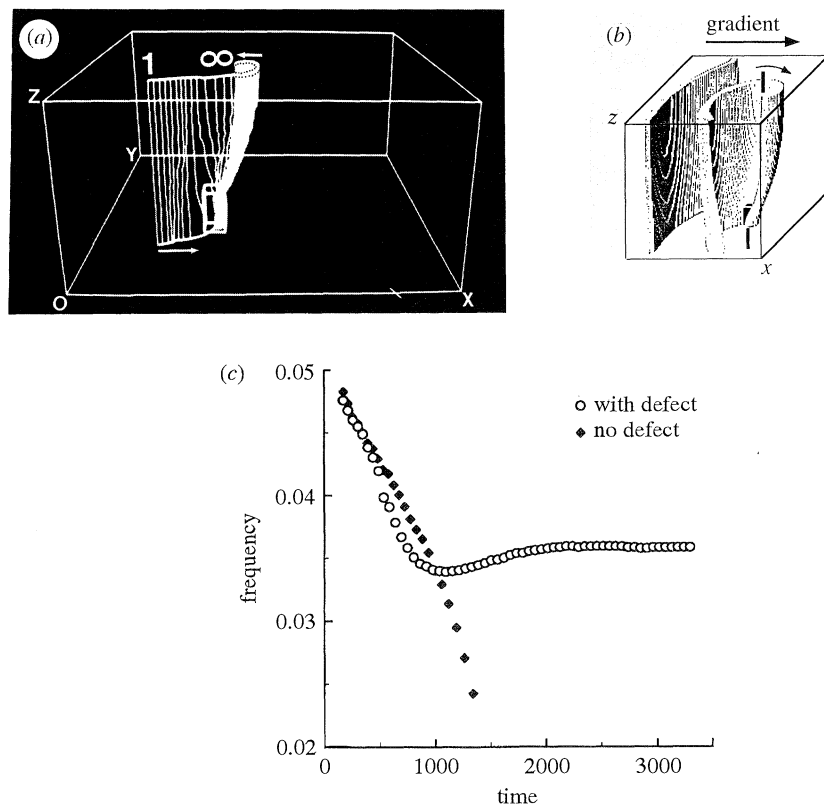 (a)
1 8
Z
Y
O
X
(b)
gradient
z
x
(c)
0.05
0.04
0.03
0.02
frequency
with defect
no defect
0
1000
2000
3000
time